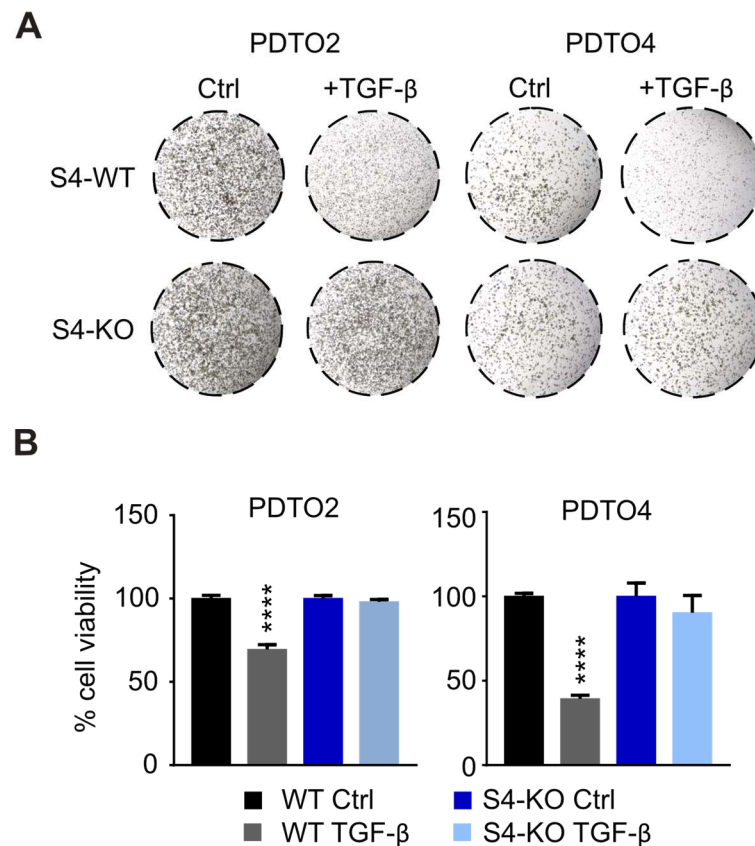 A
PDTO2 PDTO4
Ctrl +TGF-β Ctrl +TGF-β
S4-WT
S4-KO
B
PDTO2 PDTO4
% cell viability
150 150
100 100
50 50
0 0
**** ****
WT Ctrl S4-KO Ctrl
WT TGF-β S4-KO TGF-β